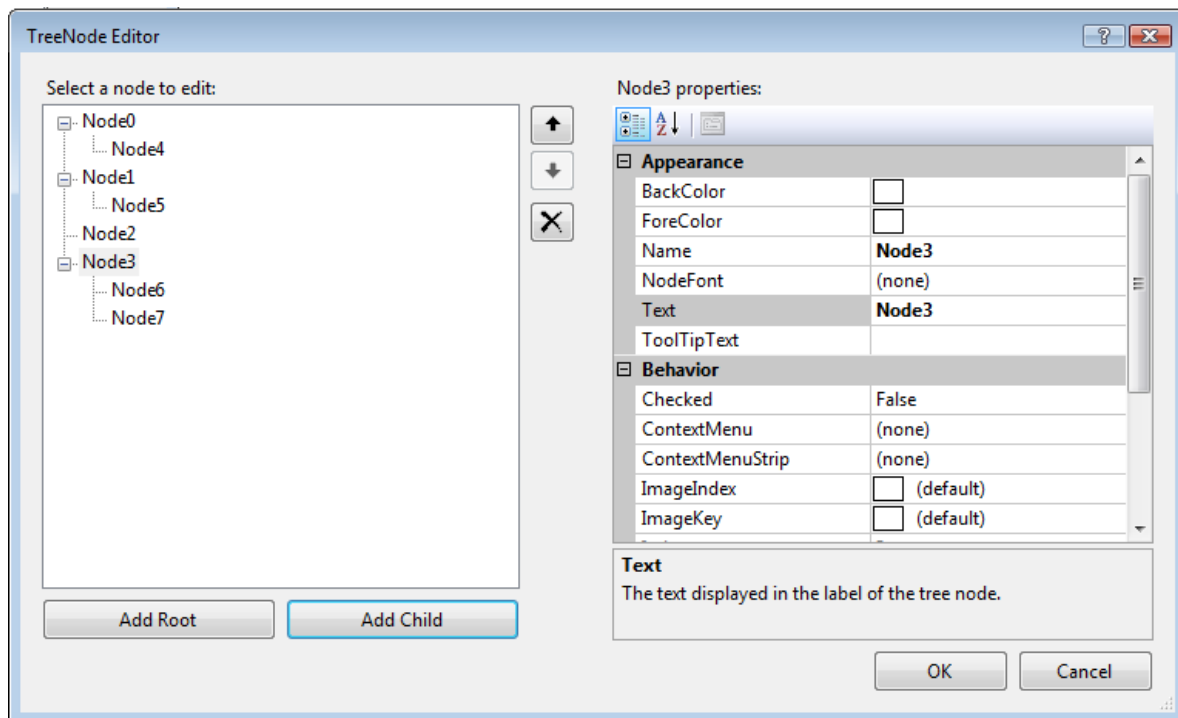 TreeNode Editor
Select a node to edit:
Node0
Node4
Node1
Node5
Node2
Node3
Node6
Node7
Add Root
Add Child
Node3 properties:
Appearance
BackColor
ForeColor
Name Node3
NodeFont (none)
Text Node3
ToolTipText
Behavior
Checked False
ContextMenu (none)
ContextMenuStrip (none)
ImageIndex (default)
ImageKey (default)
Text
The text displayed in the label of the tree node.
OK
Cancel